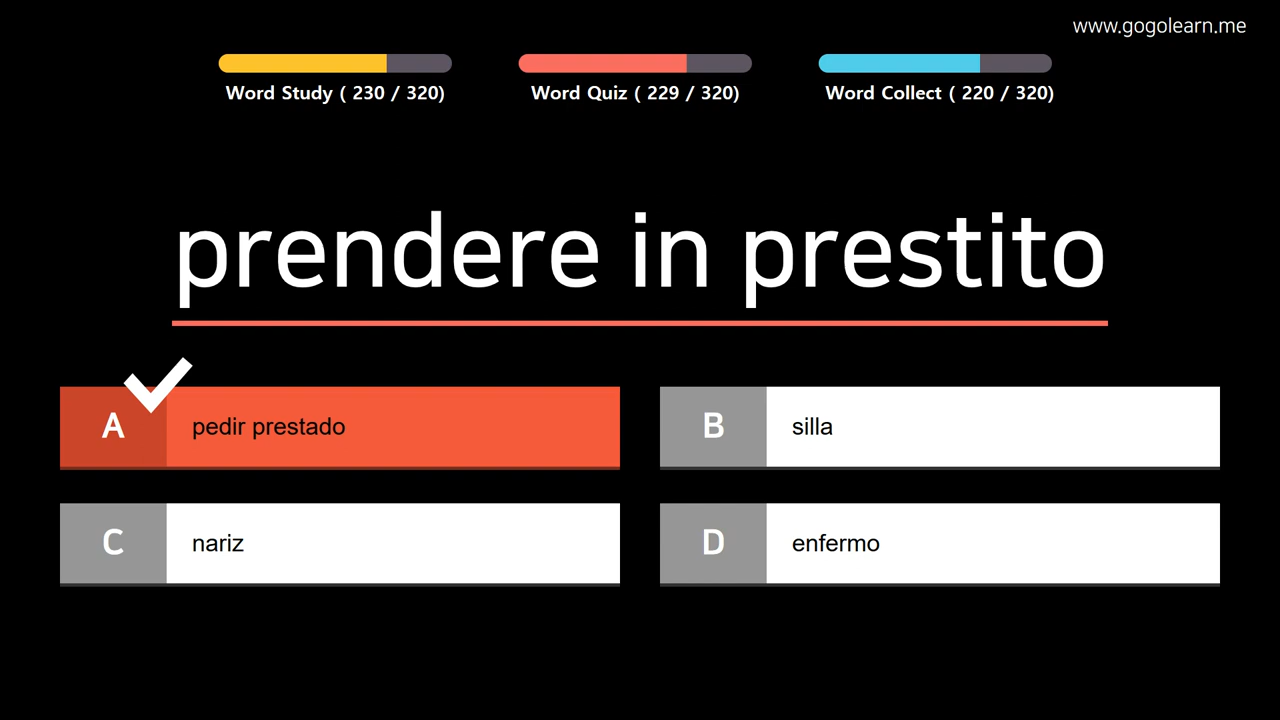 www.gogolearn.me
Word Study ( 230 / 320)
Word Quiz ( 229 / 320)
Word Collect ( 220 / 320)
prendere in prestito
A pedir prestado
B silla
C nariz
D enfermo